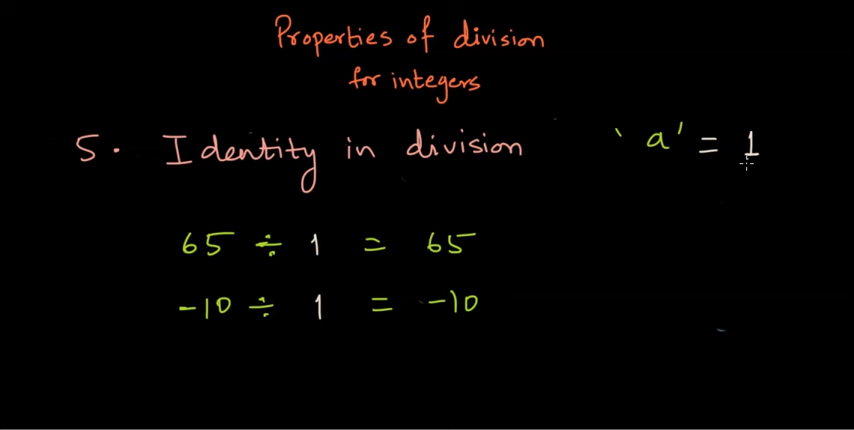 Properties of division
for integers
5. Identity in division 'a' = 1
65 ÷ 1 = 65
-10 ÷ 1 = -10